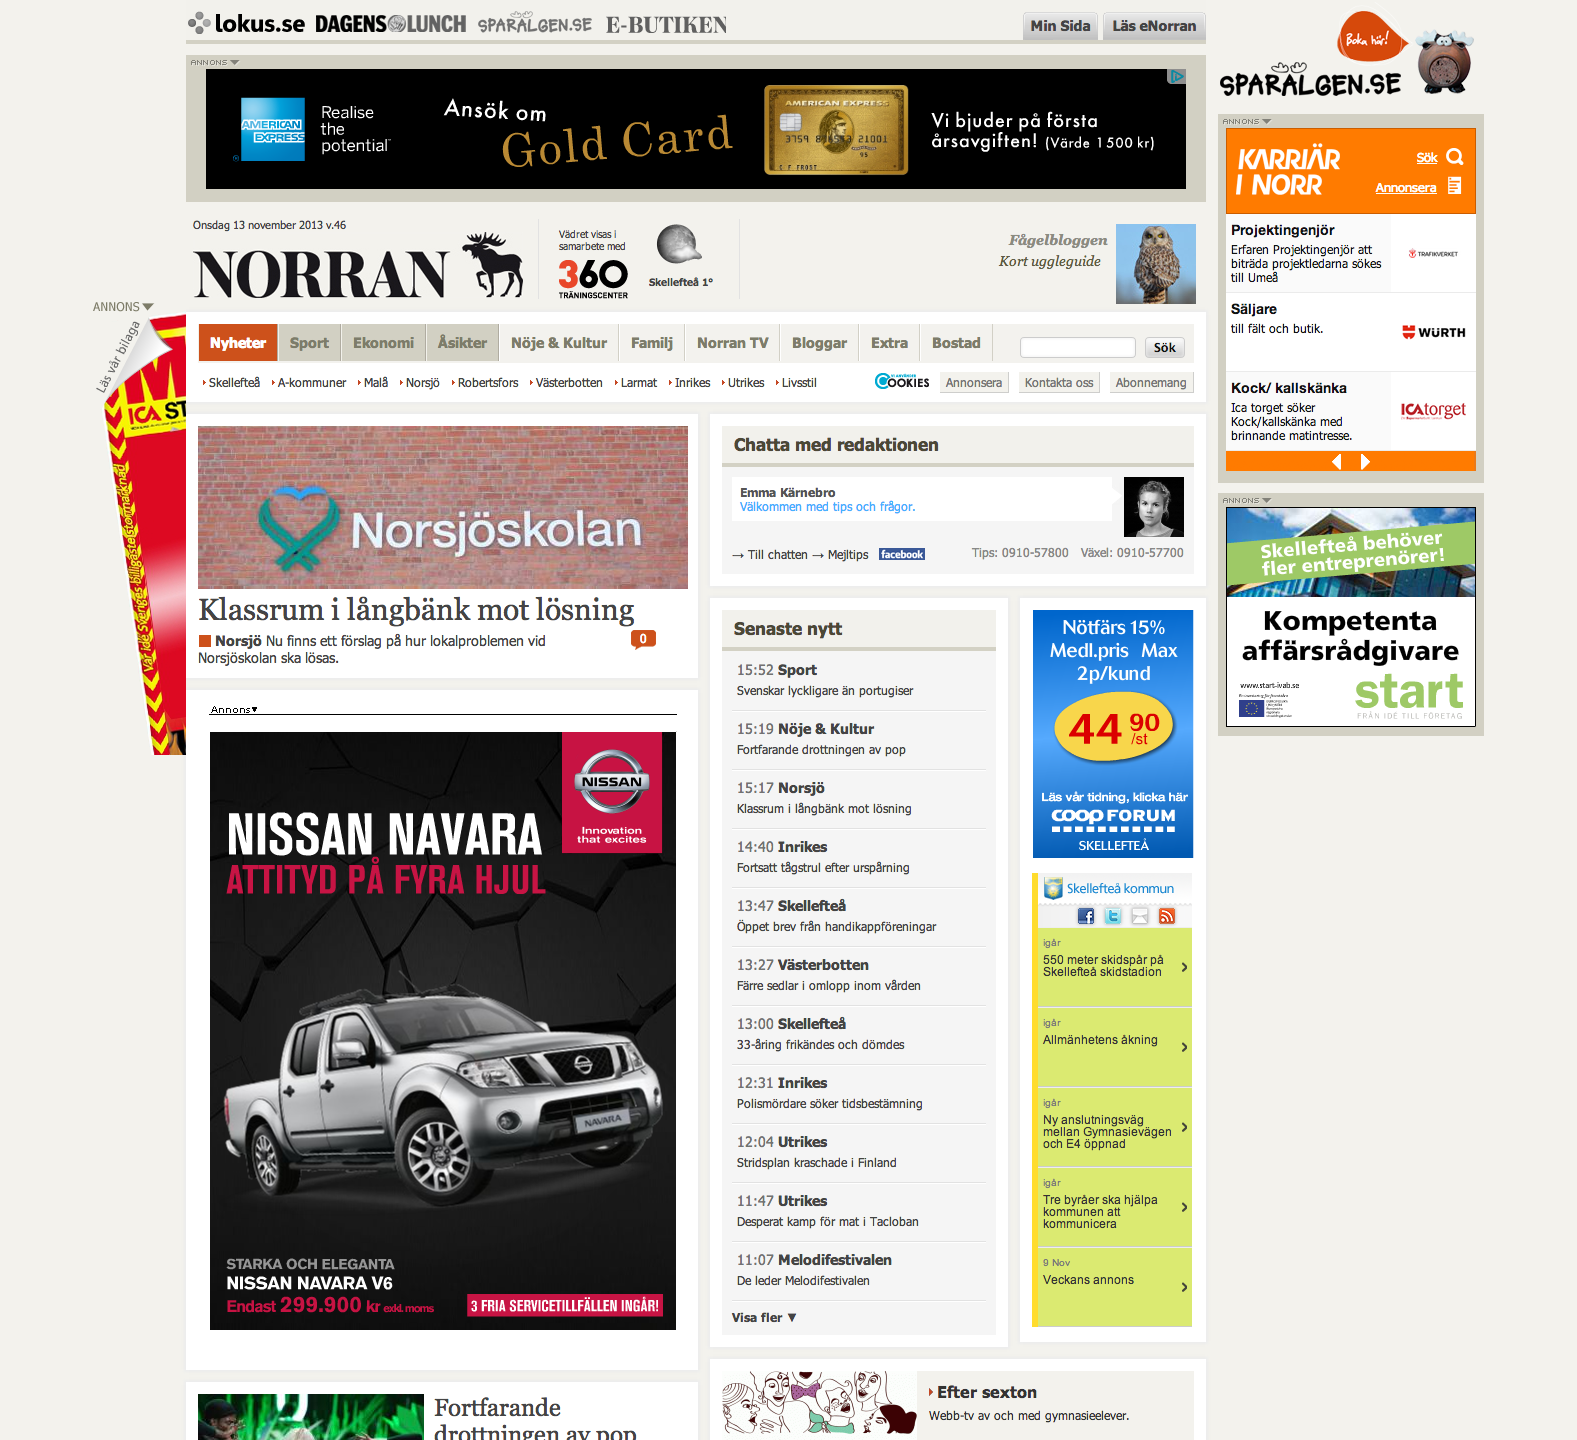 lokus.se DAGENS LUNCH SPARÄLGEN.SE E-BUTIKEN
Min Sida Läs eNorran
Boka här!
SPARÄLGEN.SE
ANNONS
AMERICAN EXPRESS
Realise
the
potential
Ansök om
Gold Card
AMERICAN EXPRESS
Vi bjuder på första
årsavgiften! (Värde 1500 kr)
Onsdag 13 november 2013 v.46
NORRAN
Vädret visas i
samarbete med
360
TRÄNINGSCENTER
Skellefteå 1°
Fågelbloggen
Kort uggleguide
ANNONS
Läs vår bilaga
ICA
Nyheter Sport Ekonomi Åsikter Nöje & Kultur Familj Norran TV Bloggar Extra Bostad Sök
Skellefteå A-kommuner Malå Norsjö Robertsfors Västerbotten Larmat Inrikes Utrikes Livsstil
VI ANVÄNDER
COOKIES Annonsera Kontakta oss Abonnemang
Norsjöskolan
Klassrum i långbänk mot lösning
Norsjö Nu finns ett förslag på hur lokalproblemen vid
Norsjöskolan ska lösas.
0
Annons
NISSAN
Innovation
that excites
NISSAN NAVARA
ATTITYD PÅ FYRA HJUL
NAVARA
STARKA OCH ELEGANTA
NISSAN NAVARA V6
Endast 299.900 kr exkl. moms
3 FRIA SERVICETILLFÄLLEN INGÅR!
Fortfarande
drottningen av pop
Chatta med redaktionen
Emma Kärnebro
Välkommen med tips och frågor.
→ Till chatten → Mejltips facebook Tips: 0910-57800 Växel: 0910-57700
Senaste nytt
15:52 Sport
Svenskar lyckligare än portugiser
15:19 Nöje & Kultur
Fortfarande drottningen av pop
15:17 Norsjö
Klassrum i långbänk mot lösning
14:40 Inrikes
Fortsatt tågstrul efter urspårning
13:47 Skellefteå
Öppet brev från handikappföreningar
13:27 Västerbotten
Färre sedlar i omlopp inom vården
13:00 Skellefteå
33-åring frikändes och dömdes
12:31 Inrikes
Polismördare söker tidsbestämning
12:04 Utrikes
Stridsplan kraschade i Finland
11:47 Utrikes
Desperat kamp för mat i Tacloban
11:07 Melodifestivalen
De leder Melodifestivalen
Visa fler ▼
Nötfärs 15%
Medl.pris Max
2p/kund
44 90
/st
Läs vår tidning, klicka här
coop FORUM
SKELLEFTEÅ
Skellefteå kommun
igår
550 meter skidspår på
Skellefteå skidstadion
igår
Allmänhetens åkning
igår
Ny anslutningsväg
mellan Gymnasievägen
och E4 öppnad
igår
Tre byråer ska hjälpa
kommunen att
kommunicera
9 Nov
Veckans annons
Efter sexton
Webb-tv av och med gymnasieelever.
ANNONS
KARRIÄR
I NORR
Sök
Annonsera
Projektingenjör
Erfaren Projektingenjör att
biträda projektledarna sökes
till Umeå
TRAFIKVERKET
Säljare
till fält och butik.
WÜRTH
Kock/ kallskänka
Ica torget söker
Kock/kallskänka med
brinnande matintresse.
ICA torget
ANNONS
Skellefteå behöver
fler entreprenörer!
Kompetenta
affärsrådgivare
www.start-ivab.se
start
FRÅN IDÉ TILL FÖRETAG